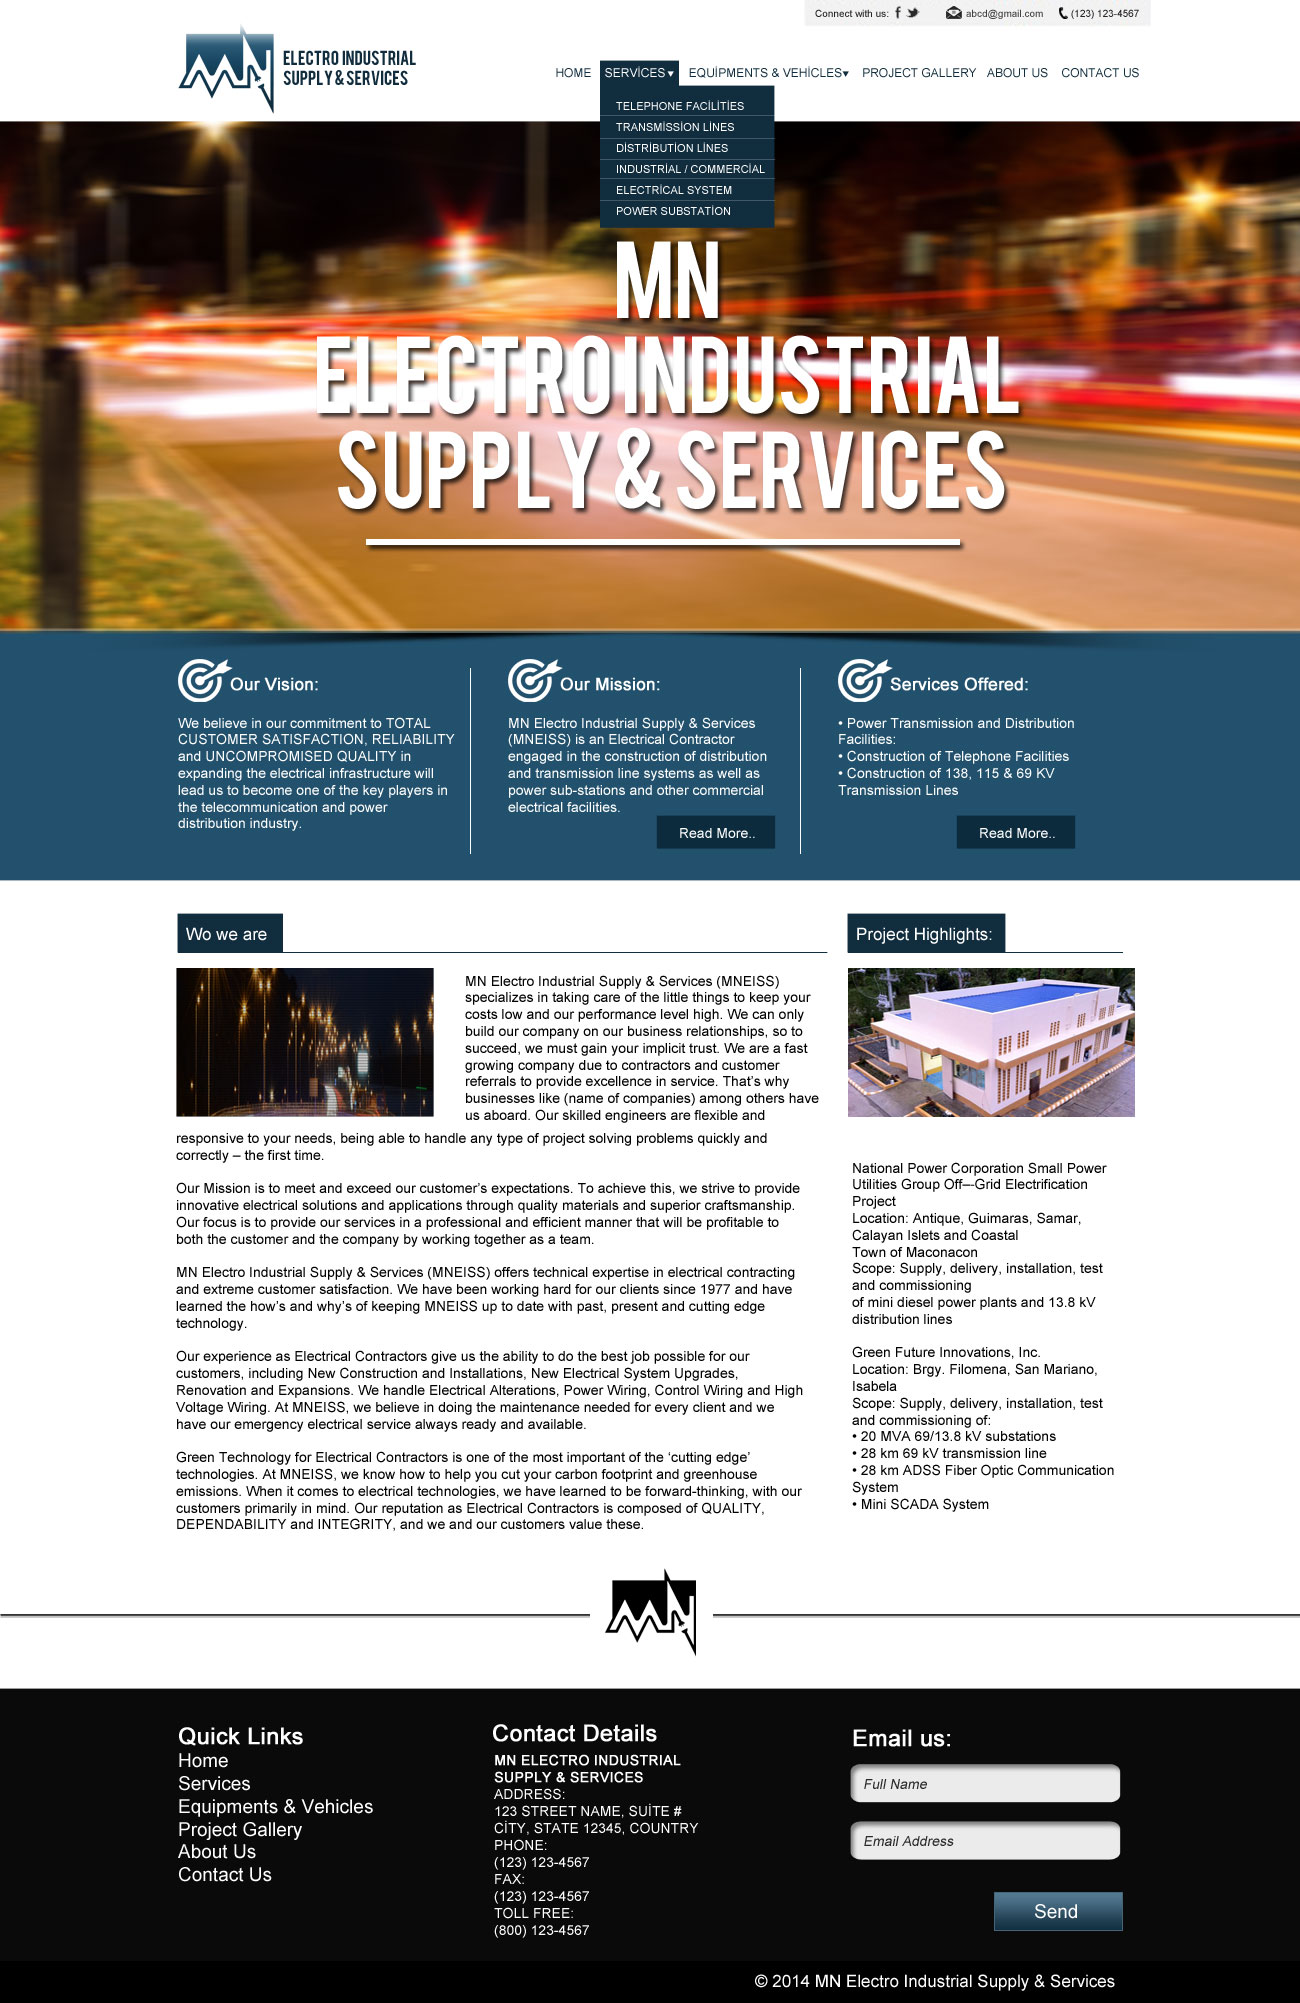 Connect with us: abcd@gmail.com (123) 123-4567
ELECTRO INDUSTRIAL
SUPPLY & SERVICES
HOME SERVİCES EQUİPMENTS & VEHİCLES PROJECT GALLERY ABOUT US CONTACT US
TELEPHONE FACİLİTİES
TRANSMİSSİON LİNES
DİSTRİBUTİON LİNES
INDUSTRİAL / COMMERCİAL
ELECTRİCAL SYSTEM
POWER SUBSTATİON
MN
ELECTRO INDUSTRIAL
SUPPLY & SERVICES
Our Vision:
We believe in our commitment to TOTAL
CUSTOMER SATISFACTION, RELIABILITY
and UNCOMPROMISED QUALITY in
expanding the electrical infrastructure will
lead us to become one of the key players in
the telecommunication and power
distribution industry.
Our Mission:
MN Electro Industrial Supply & Services
(MNEISS) is an Electrical Contractor
engaged in the construction of distribution
and transmission line systems as well as
power sub-stations and other commercial
electrical facilities.
Read More..
Services Offered:
• Power Transmission and Distribution
Facilities:
• Construction of Telephone Facilities
• Construction of 138, 115 & 69 KV
Transmission Lines
Read More..
Wo we are
MN Electro Industrial Supply & Services (MNEISS)
specializes in taking care of the little things to keep your
costs low and our performance level high. We can only
build our company on our business relationships, so to
succeed, we must gain your implicit trust. We are a fast
growing company due to contractors and customer
referrals to provide excellence in service. That’s why
businesses like (name of companies) among others have
us aboard. Our skilled engineers are flexible and
responsive to your needs, being able to handle any type of project solving problems quickly and
correctly – the first time.
Our Mission is to meet and exceed our customer’s expectations. To achieve this, we strive to provide
innovative electrical solutions and applications through quality materials and superior craftsmanship.
Our focus is to provide our services in a professional and efficient manner that will be profitable to
both the customer and the company by working together as a team.
MN Electro Industrial Supply & Services (MNEISS) offers technical expertise in electrical contracting
and extreme customer satisfaction. We have been working hard for our clients since 1977 and have
learned the how’s and why’s of keeping MNEISS up to date with past, present and cutting edge
technology.
Our experience as Electrical Contractors give us the ability to do the best job possible for our
customers, including New Construction and Installations, New Electrical System Upgrades,
Renovation and Expansions. We handle Electrical Alterations, Power Wiring, Control Wiring and High
Voltage Wiring. At MNEISS, we believe in doing the maintenance needed for every client and we
have our emergency electrical service always ready and available.
Green Technology for Electrical Contractors is one of the most important of the ‘cutting edge’
technologies. At MNEISS, we know how to help you cut your carbon footprint and greenhouse
emissions. When it comes to electrical technologies, we have learned to be forward-thinking, with our
customers primarily in mind. Our reputation as Electrical Contractors is composed of QUALITY,
DEPENDABILITY and INTEGRITY, and we and our customers value these.
Project Highlights:
National Power Corporation Small Power
Utilities Group Off–-Grid Electrification
Project
Location: Antique, Guimaras, Samar,
Calayan Islets and Coastal
Town of Maconacon
Scope: Supply, delivery, installation, test
and commissioning
of mini diesel power plants and 13.8 kV
distribution lines
Green Future Innovations, Inc.
Location: Brgy. Filomena, San Mariano,
Isabela
Scope: Supply, delivery, installation, test
and commissioning of:
• 20 MVA 69/13.8 kV substations
• 28 km 69 kV transmission line
• 28 km ADSS Fiber Optic Communication
System
• Mini SCADA System
MN
Quick Links
Home
Services
Equipments & Vehicles
Project Gallery
About Us
Contact Us
Contact Details
MN ELECTRO INDUSTRIAL
SUPPLY & SERVICES
ADDRESS:
123 STREET NAME, SUİTE #
CİTY, STATE 12345, COUNTRY
PHONE:
(123) 123-4567
FAX:
(123) 123-4567
TOLL FREE:
(800) 123-4567
Email us:
Full Name
Email Address
Send
© 2014 MN Electro Industrial Supply & Services